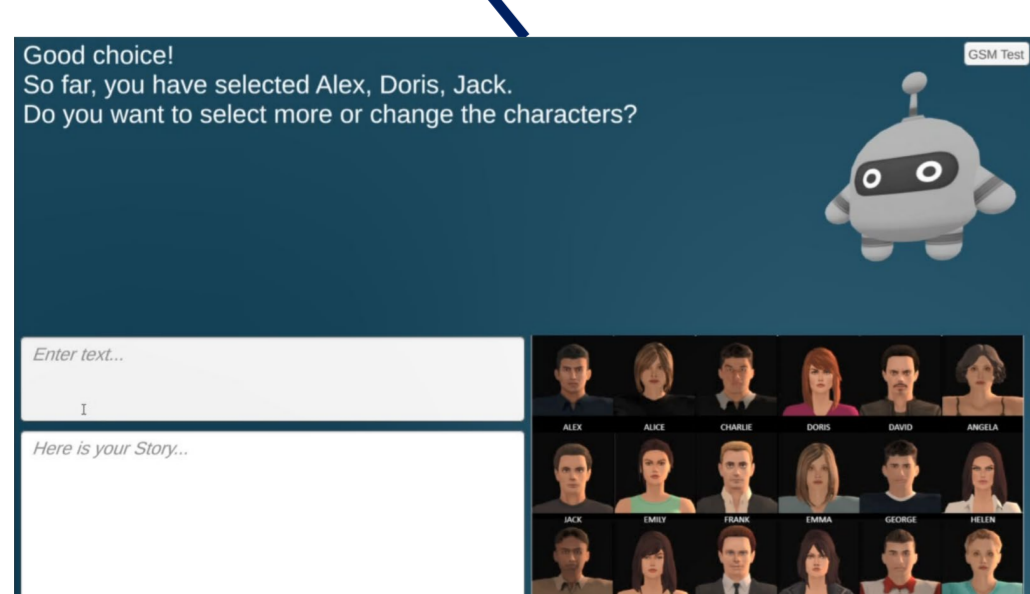 Good choice!
So far, you have selected Alex, Doris, Jack.
Do you want to select more or change the characters?
GSM Test
Enter text...
Here is your Story...
ALEX ALICE CHARLIE DORIS DAVID ANGELA
JACK EMILY FRANK EMMA GEORGE HELEN